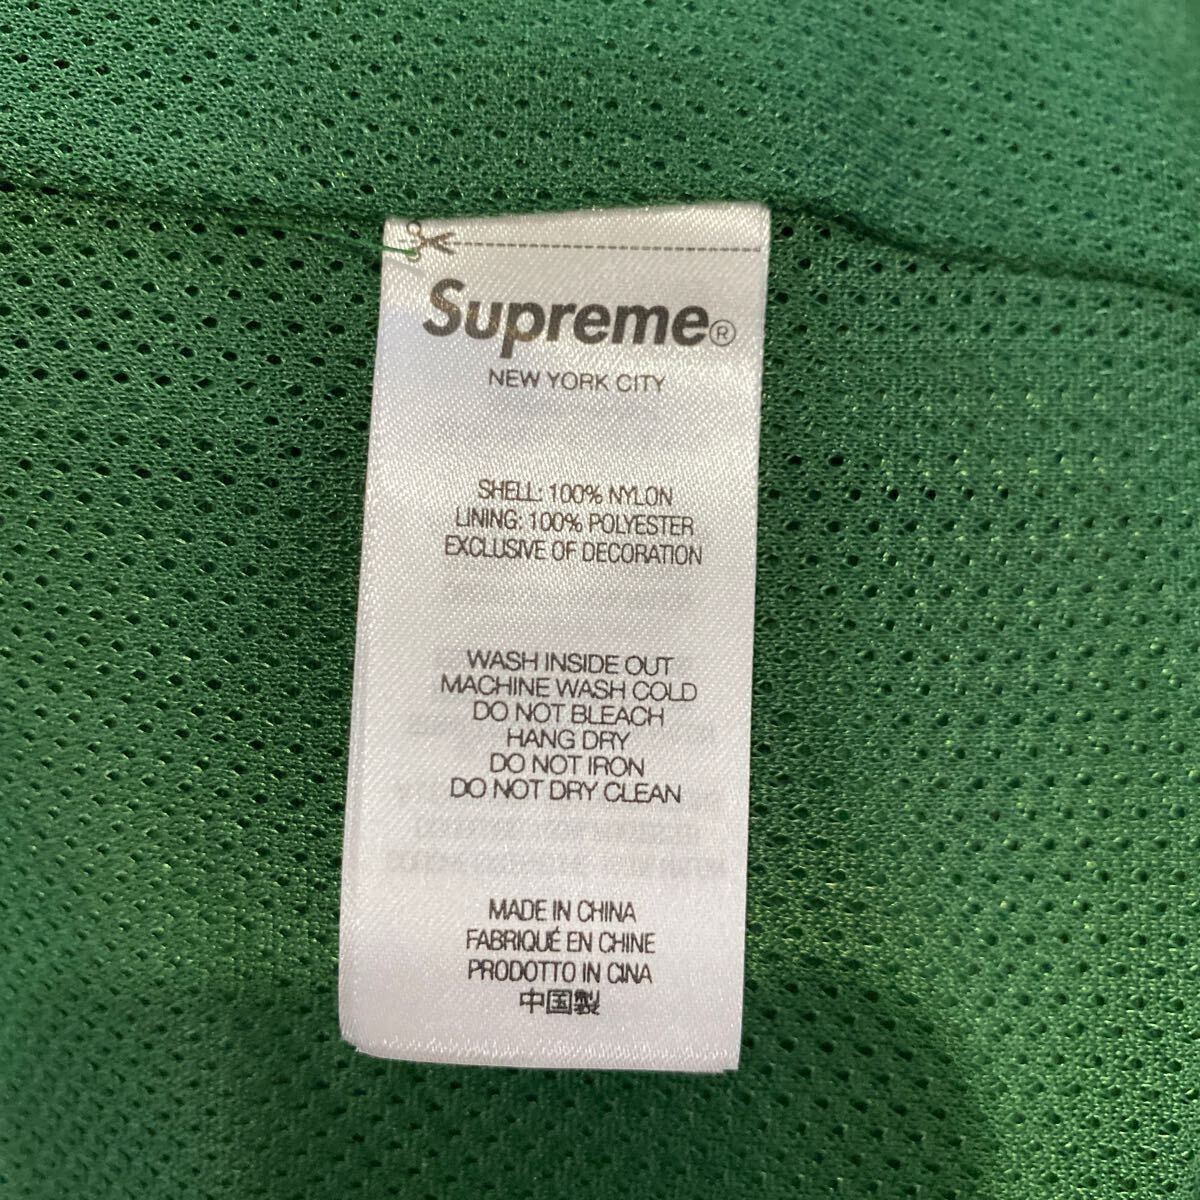 Supreme®
NEW YORK CITY
SHELL: 100% NYLON
LINING: 100% POLYESTER
EXCLUSIVE OF DECORATION
WASH INSIDE OUT
MACHINE WASH COLD
DO NOT BLEACH
HANG DRY
DO NOT IRON
DO NOT DRY CLEAN
MADE IN CHINA
FABRIQUÉ EN CHINE
PRODOTTO IN CINA
中国製